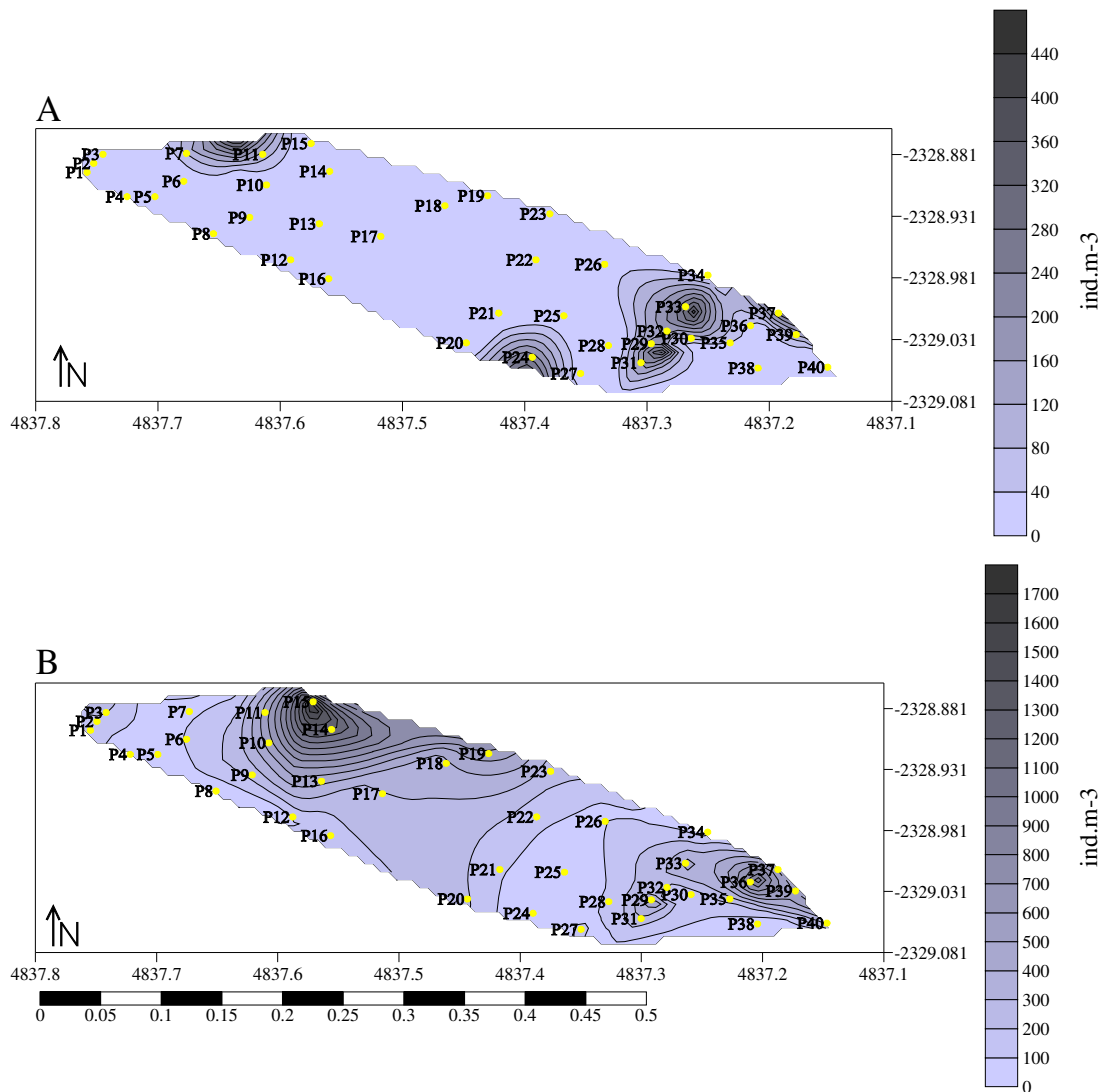 A
440
400
360
320
280
240
200
160
120
80
40
0
ind.m-3
P3
P2
P1
P7
P11
P15
P14
P6
P10
P4
P5
P9
P8
P13
P12
P16
P17
P18
P19
P23
P22
P26
P34
P21
P25
P33
P37
P20
P24
P28
P32
P29
P30
P36
P35
P39
P31
P27
P38
P40
N
-2328.881
-2328.931
-2328.981
-2329.031
-2329.081
4837.8
4837.7
4837.6
4837.5
4837.4
4837.3
4837.2
4837.1
B
1700
1600
1500
1400
1300
1200
1100
1000
900
800
700
600
500
400
300
200
100
0
ind.m-3
P3
P2
P1
P7
P11
P15
P14
P6
P10
P4
P5
P9
P8
P13
P12
P16
P17
P18
P19
P23
P22
P26
P34
P21
P25
P33
P37
P20
P24
P28
P32
P29
P30
P36
P35
P39
P31
P27
P38
P40
N
-2328.881
-2328.931
-2328.981
-2329.031
-2329.081
4837.8
4837.7
4837.6
4837.5
4837.4
4837.3
4837.2
4837.1
0 0.05 0.1 0.15 0.2 0.25 0.3 0.35 0.4 0.45 0.5